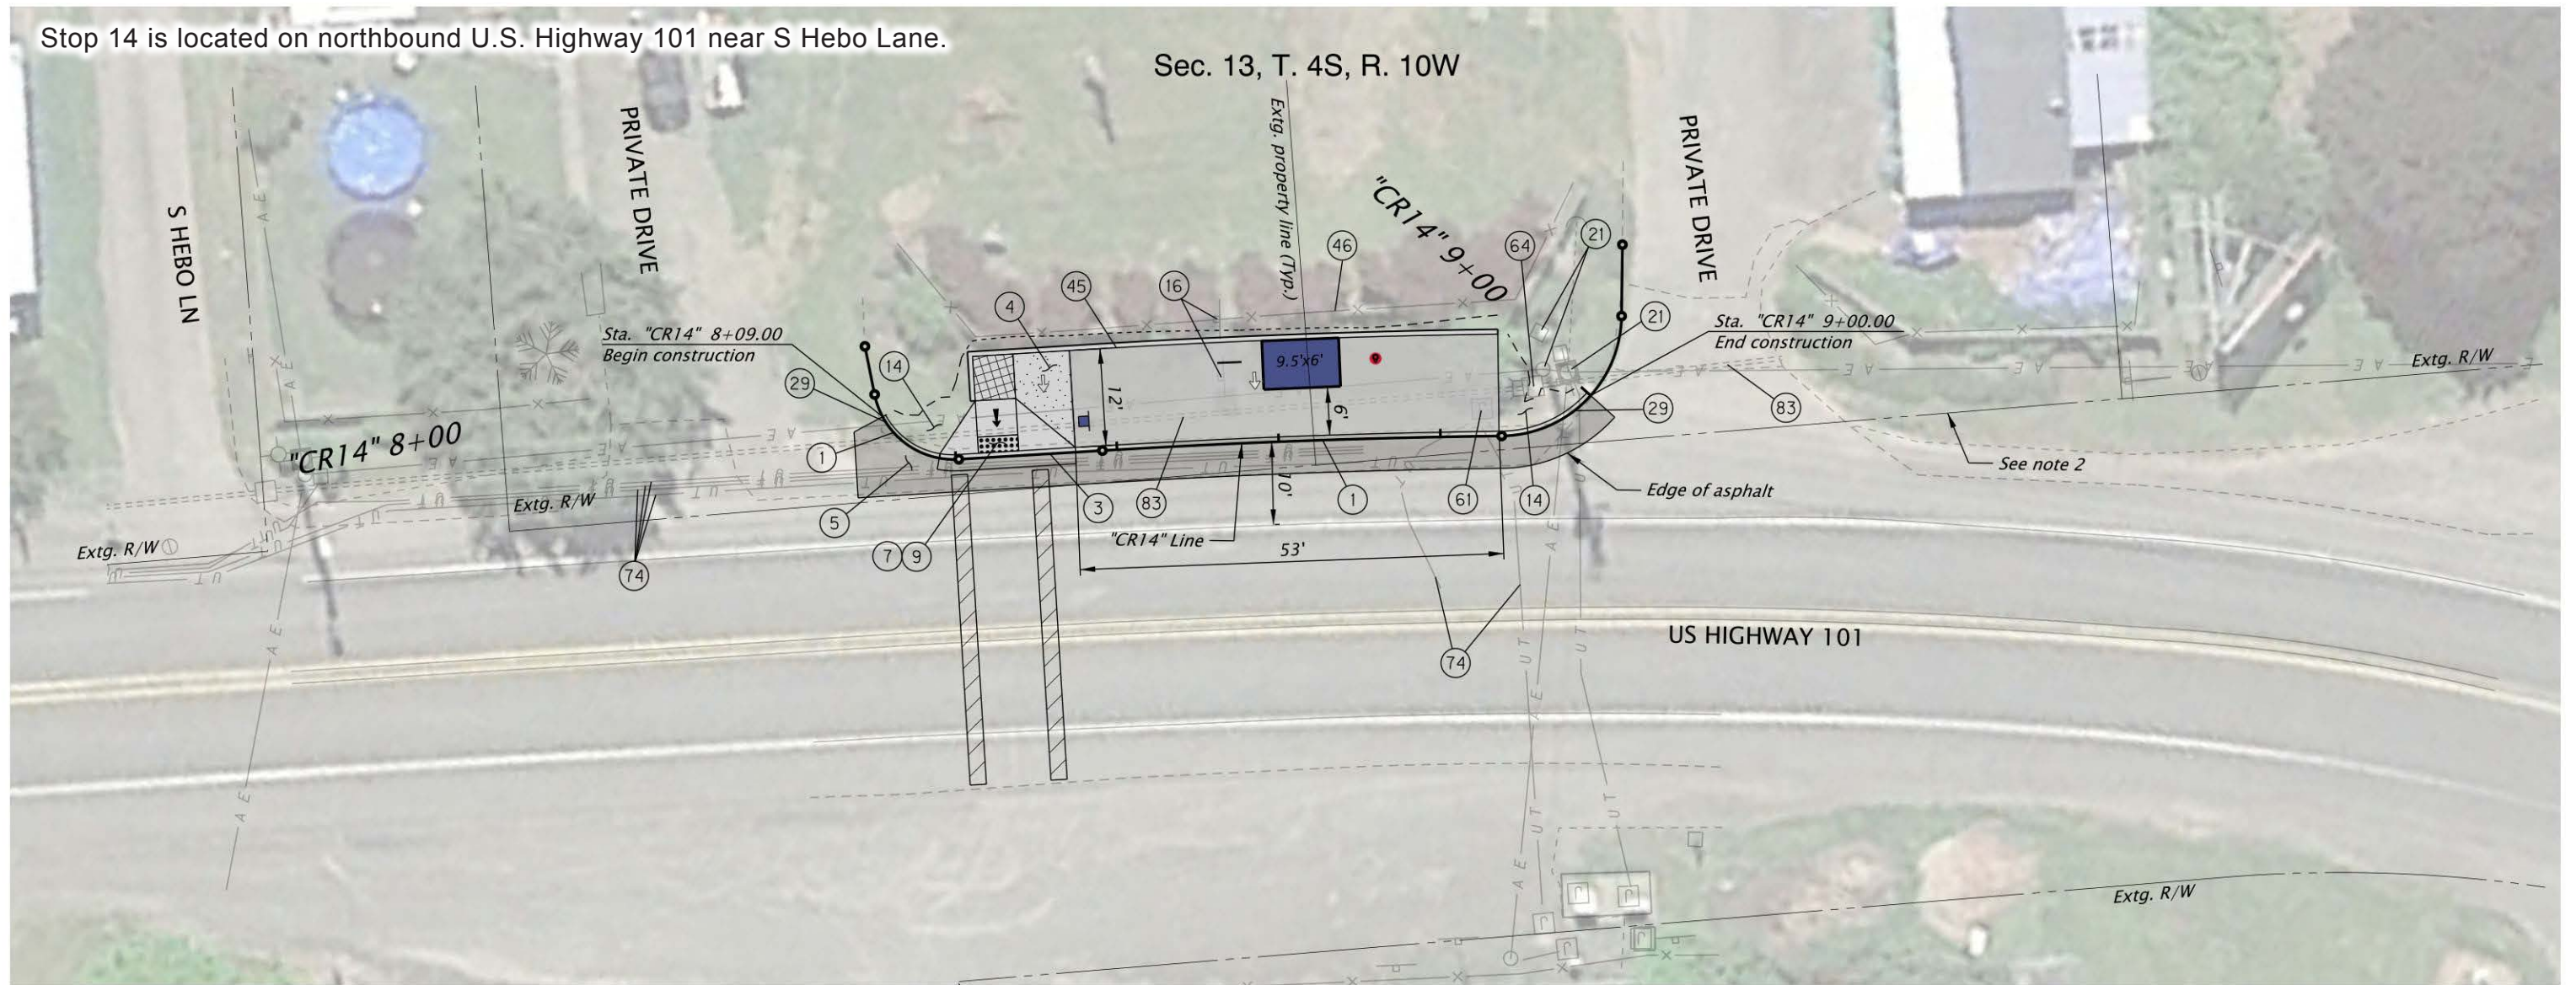 Stop 14 is located on northbound U.S. Highway 101 near S Hebo Lane.
Sec. 13, T. 4S, R. 10W
S HEBO LN
PRIVATE DRIVE
Extg. property line (Typ.)
"CR14" 9+00
PRIVATE DRIVE
64
21
46
45
16
4
21
Sta. "CR14" 8+09.00
Begin construction
Sta. "CR14" 9+00.00
End construction
14
29
9.5'x6'
12'
6'
29
83
Extg. R/W
"CR14" 8+00
1
See note 2
Extg. R/W
5
3
83
10'
1
61
14
Edge of asphalt
Extg. R/W
7
9
"CR14" Line
53'
74
74
US HIGHWAY 101
Extg. R/W